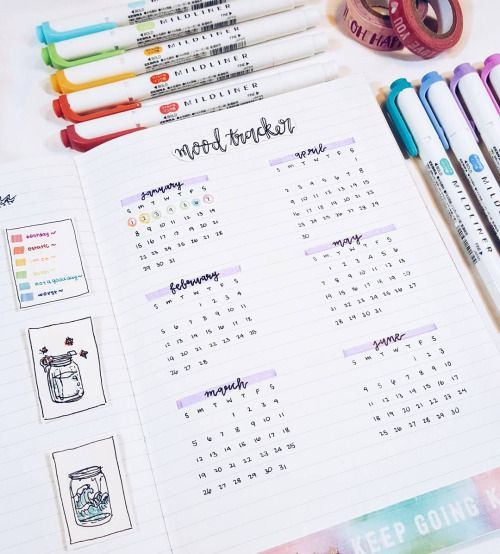 MILDLINER
MILDLINER
MILDLINER
MILDLINER
FINE
OH HAPPY
LOVE YOU
mood tracker
january
S M T W T F S
1 2 3 4 5 6 7
8 9 10 11 12 13 14
15 16 17 18 19 20 21
22 23 24 25 26 27 28
29 30 31
february
S M T W T F S
1 2 3 4
5 6 7 8 9 10 11
12 13 14 15 16 17 18
19 20 21 22 23 24 25
26 27 28
march
S M T W T F S
1 2 3 4
5 6 7 8 9 10 11
12 13 14 15 16 17 18
19 20 21 22 23 24 25
26 27 28 29 30 31
april
S M T W T F S
1
2 3 4 5 6 7 8
9 10 11 12 13 14 15
16 17 18 19 20 21 22
23 24 25 26 27 28 29
30
may
S M T W T F S
1 2 3 4 5 6
7 8 9 10 11 12 13
14 15 16 17 18 19 20
21 22 23 24 25 26 27
28 29 30 31
june
S M T W T F S
1 2 3
4 5 6 7 8 9 10
11 12 13 14 15 16 17
18 19 20 21 22 23 24
25 26 27 28 29 30
not a good day~
worst~
MILDLINER
MILDLINER
KEEP GOING